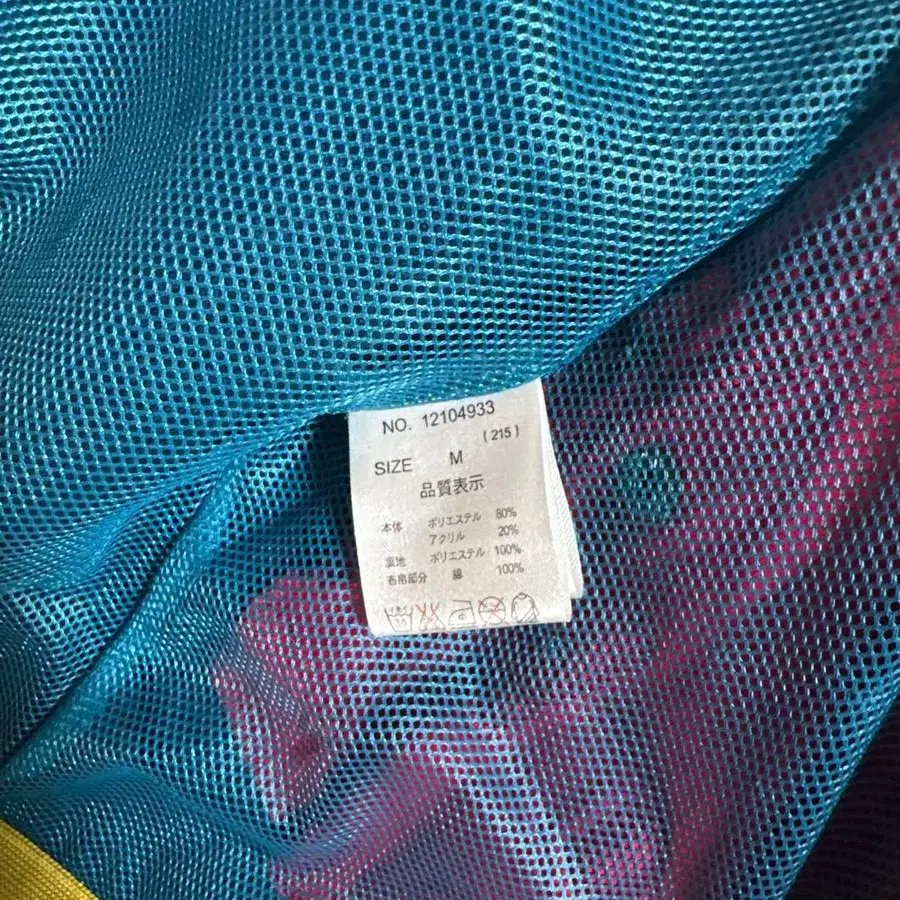 NO. 12104933
(215)
SIZE M
品質表示
本体 ポリエステル 80%
アクリル 20%
裏地 ポリエステル 100%
布帛部分 綿 100%